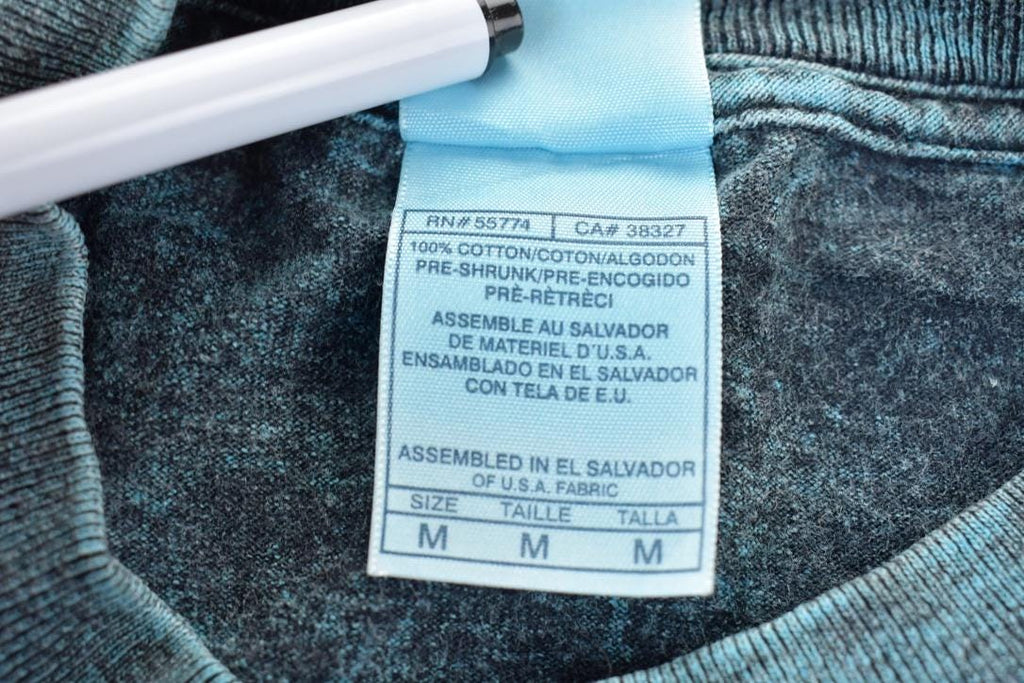 RN# 55774 CA# 38327
100% COTTON/COTON/ALGODON
PRE-SHRUNK/PRE-ENCOGIDO
PRÈ-RÈTRÈCI
ASSEMBLE AU SALVADOR
DE MATERIEL D'U.S.A.
ENSAMBLADO EN EL SALVADOR
CON TELA DE E.U.
ASSEMBLED IN EL SALVADOR
OF U.S.A. FABRIC
SIZE TAILLE TALLA
M M M